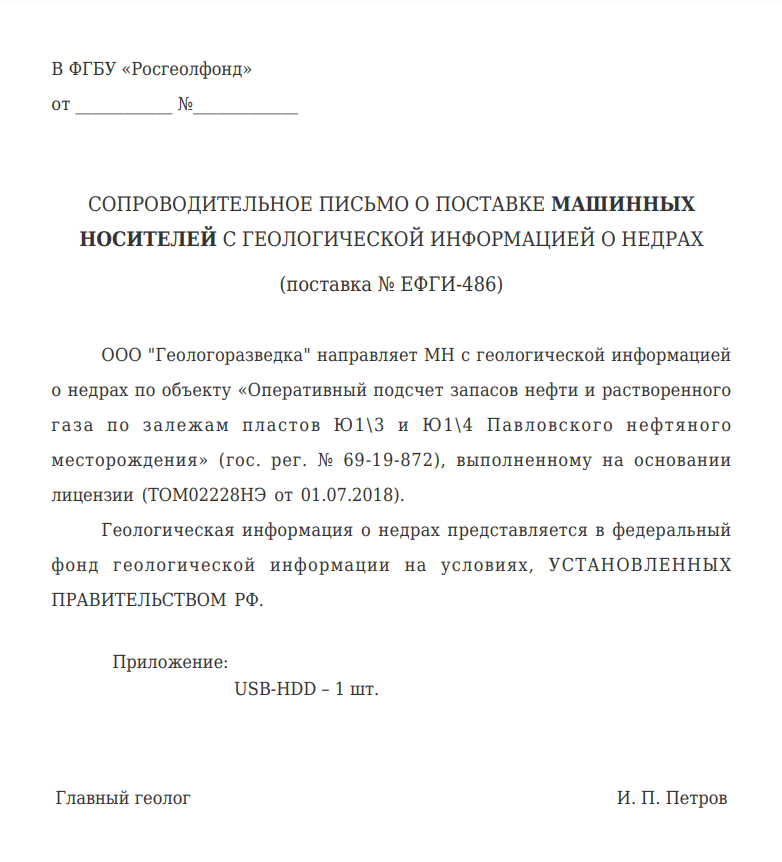 В ФГБУ «Росгеолфонд»
от ____________ №_____________
СОПРОВОДИТЕЛЬНОЕ ПИСЬМО О ПОСТАВКЕ МАШИННЫХ
НОСИТЕЛЕЙ С ГЕОЛОГИЧЕСКОЙ ИНФОРМАЦИЕЙ О НЕДРАХ
(поставка № ЕФГИ-486)
ООО "Геологоразведка" направляет МН с геологической информацией
о недрах по объекту «Оперативный подсчет запасов нефти и растворенного
газа по залежам пластов Ю1\3 и Ю1\4 Павловского нефтяного
месторождения» (гос. рег. № 69-19-872), выполненному на основании
лицензии (ТОМ02228НЭ от 01.07.2018).
Геологическая информация о недрах представляется в федеральный
фонд геологической информации на условиях, УСТАНОВЛЕННЫХ
ПРАВИТЕЛЬСТВОМ РФ.
Приложение:
USB-HDD – 1 шт.
Главный геолог И. П. Петров